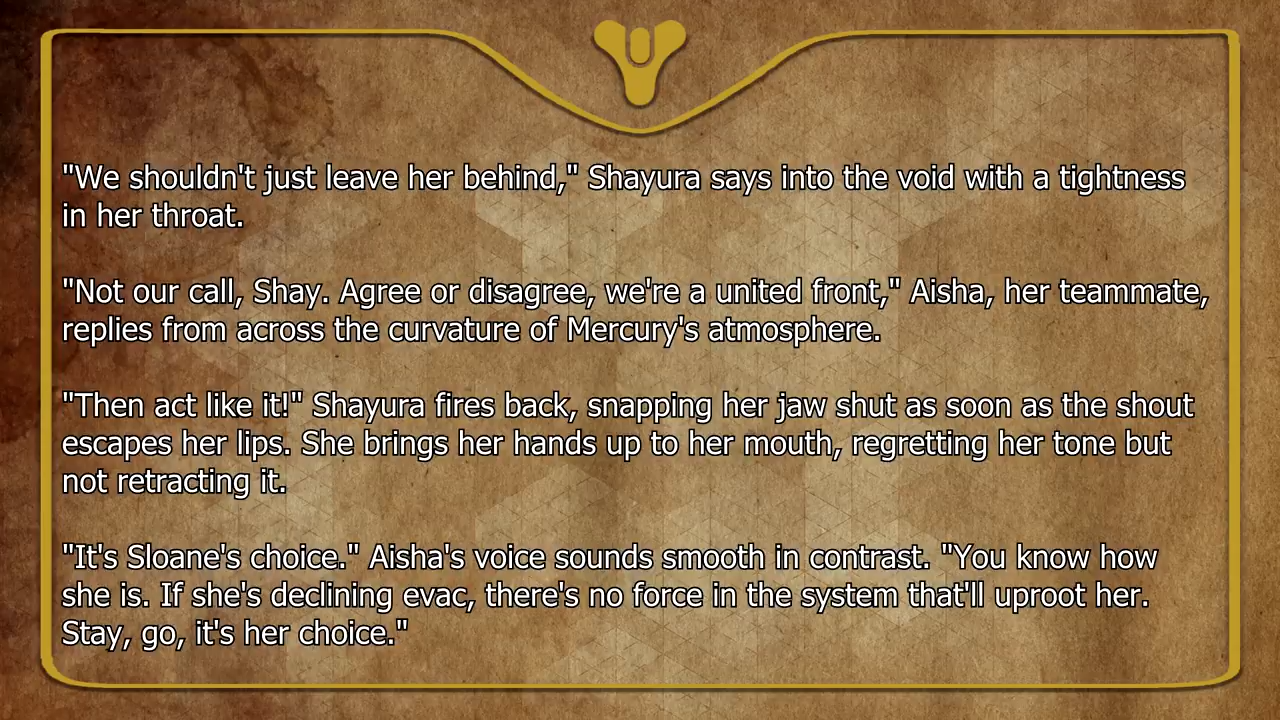 "We shouldn't just leave her behind," Shayura says into the void with a tightness
in her throat.
"Not our call, Shay. Agree or disagree, we're a united front," Aisha, her teammate,
replies from across the curvature of Mercury's atmosphere.
"Then act like it!" Shayura fires back, snapping her jaw shut as soon as the shout
escapes her lips. She brings her hands up to her mouth, regretting her tone but
not retracting it.
"It's Sloane's choice." Aisha's voice sounds smooth in contrast. "You know how
she is. If she's declining evac, there's no force in the system that'll uproot her.
Stay, go, it's her choice."